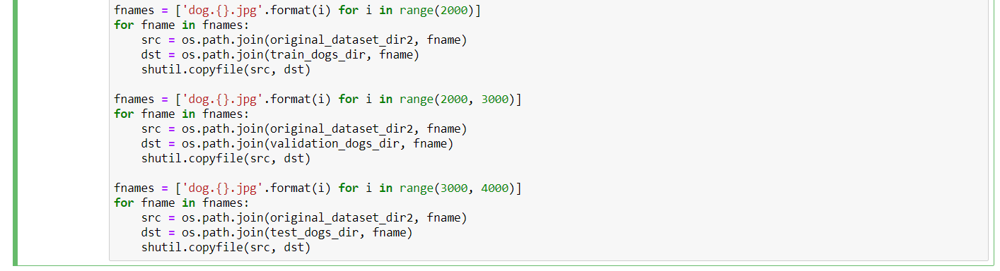 fnames = ['dog.{}.jpg'.format(i) for i in range(2000)]
for fname in fnames:
    src = os.path.join(original_dataset_dir2, fname)
    dst = os.path.join(train_dogs_dir, fname)
    shutil.copyfile(src, dst)

fnames = ['dog.{}.jpg'.format(i) for i in range(2000, 3000)]
for fname in fnames:
    src = os.path.join(original_dataset_dir2, fname)
    dst = os.path.join(validation_dogs_dir, fname)
    shutil.copyfile(src, dst)

fnames = ['dog.{}.jpg'.format(i) for i in range(3000, 4000)]
for fname in fnames:
    src = os.path.join(original_dataset_dir2, fname)
    dst = os.path.join(test_dogs_dir, fname)
    shutil.copyfile(src, dst)